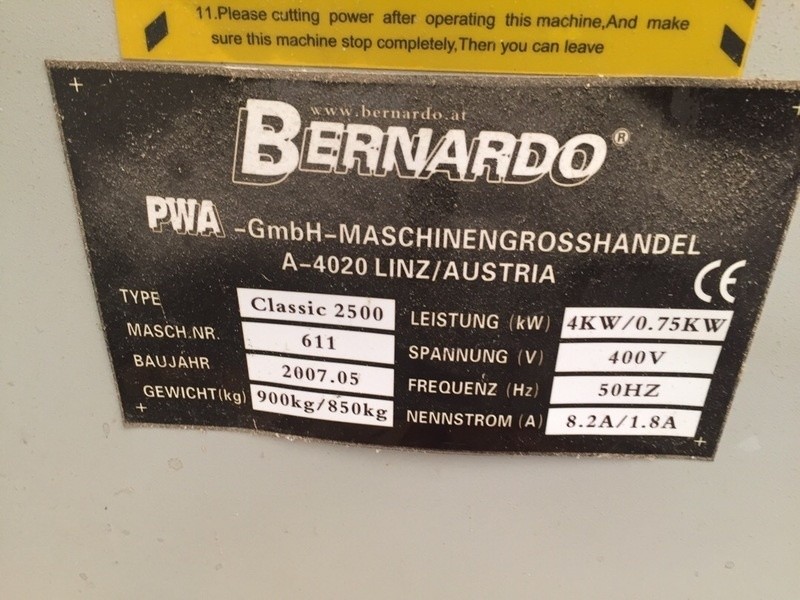 11.Please cutting power after operating this machine,And make
sure this machine stop completely,Then you can leave
www.bernardo.at
BERNARDO®
PWA -GmbH-MASCHINENGROSSHANDEL
A-4020 LINZ/AUSTRIA
CE
TYPE Classic 2500 LEISTUNG (kW) 4KW/0.75KW
MASCH.NR. 611 SPANNUNG (V) 400V
BAUJAHR 2007.05 FREQUENZ (Hz) 50HZ
GEWICHT(kg) 900kg/850kg NENNSTROM (A) 8.2A/1.8A